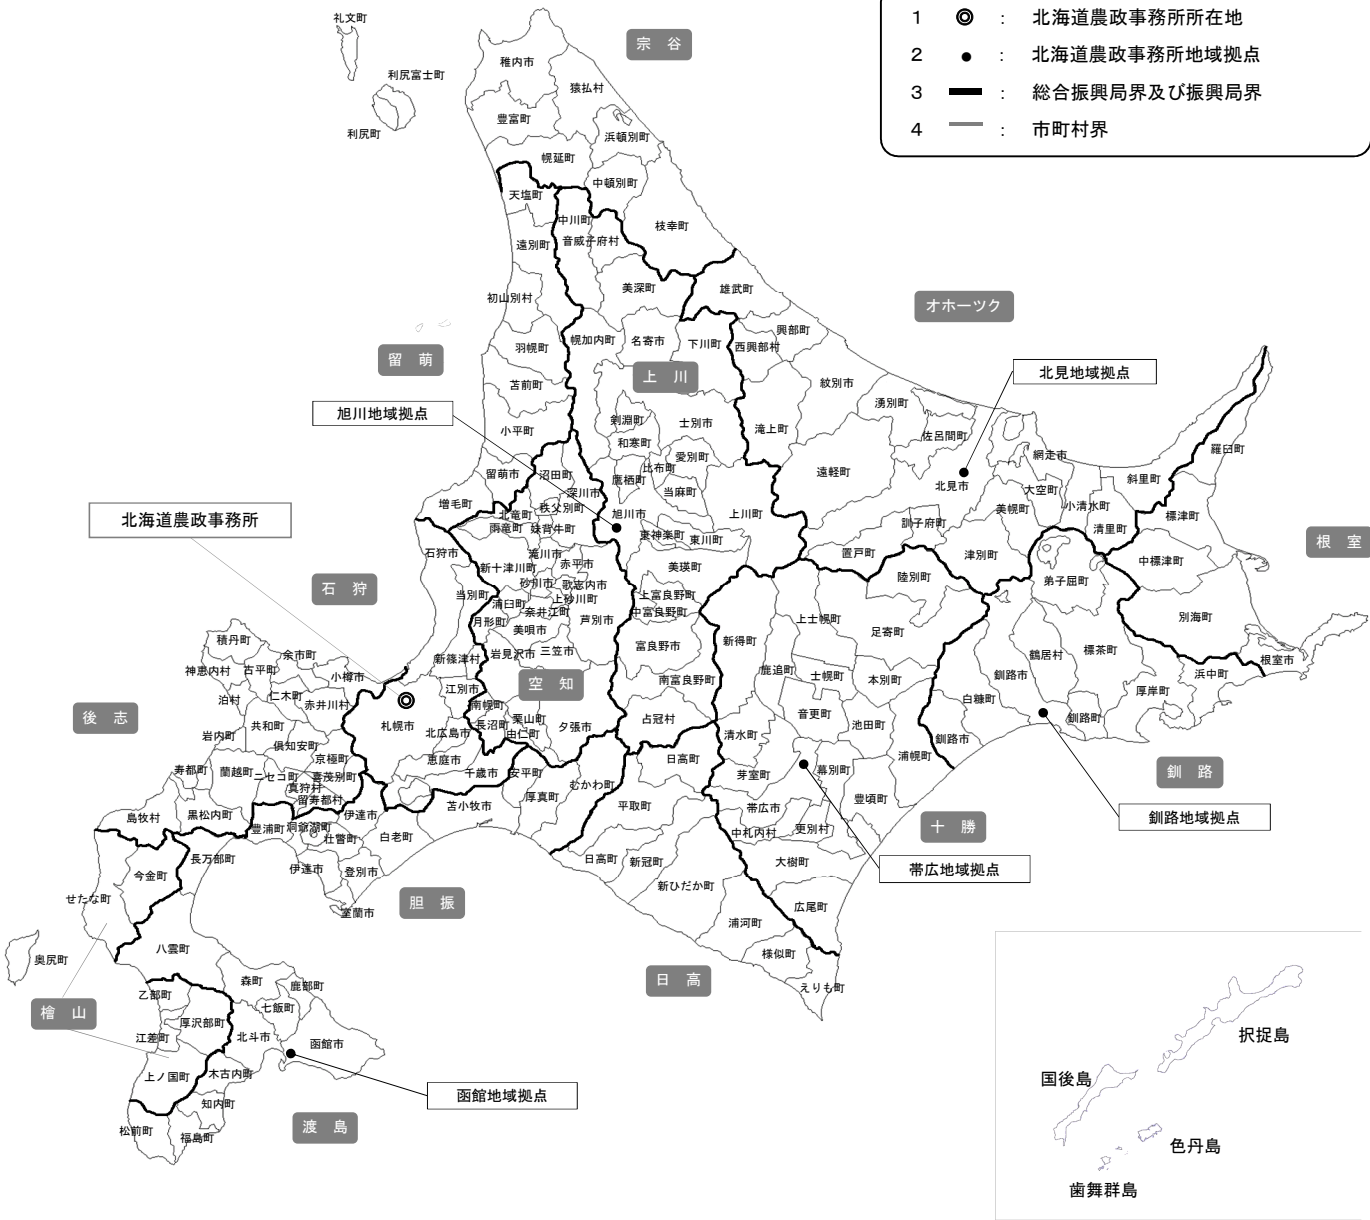 1 ◎ : 北海道農政事務所所在地
2 ● : 北海道農政事務所地域拠点
3 ━ : 総合振興局界及び振興局界
4 ─ : 市町村界
礼文町
利尻富士町
利尻町
宗谷
稚内市
猿払村
豊富町
浜頓別町
幌延町
中頓別町
天塩町
枝幸町
中川町
音威子府村
遠別町
美深町
雄武町
初山別村
オホーツク
興部町
幌加内町
名寄市
下川町
西興部村
羽幌町
留萌
上川
苫前町
紋別市
北見地域拠点
湧別町
旭川地域拠点
剣淵町
士別市
滝上町
小平町
和寒町
佐呂間町
羅臼町
愛別町
網走市
比布町
留萌市
沼田町
鷹栖町
遠軽町
斜里町
北見市
大空町
深川市
当麻町
増毛町
秩父別町
小清水町
美幌町
北竜町
旭川市
上川町
標津町
北海道農政事務所
雨竜町
妹背牛町
訓子府町
清里町
東神楽町
東川町
根室
石狩市
滝川市
置戸町
津別町
新十津川町
赤平市
美瑛町
中標津町
石狩
砂川市
歌志内市
陸別町
弟子屈町
当別町
浦臼町
上砂川町
上富良野町
奈井江町
中富良野町
別海町
月形町
芦別市
上士幌町
美唄市
足寄町
積丹町
新得町
余市町
岩見沢市
三笠市
富良野市
鶴居村
標茶町
新篠津村
根室市
神恵内村
古平町
小樽市
鹿追町
釧路市
浜中町
空知
南富良野町
士幌町
本別町
江別市
泊村
仁木町
赤井川村
厚岸町
白糠町
南幌町
後志
音更町
占冠村
釧路町
共和町
札幌市
長沼町
栗山町
夕張市
池田町
北広島市
由仁町
清水町
岩内町
釧路市
倶知安町
京極町
恵庭市
日高町
浦幌町
寿都町
蘭越町
ニセコ町
喜茂別町
千歳市
安平町
むかわ町
芽室町
幕別町
釧路
真狩村
厚真町
豊頃町
留寿都村
平取町
帯広市
島牧村
黒松内町
伊達市
苫小牧市
釧路地域拠点
豊浦町
洞爺湖町
更別村
十勝
中札内村
壮瞥町
白老町
長万部町
日高町
大樹町
伊達市
登別市
新冠町
帯広地域拠点
今金町
新ひだか町
せたな町
胆振
広尾町
室蘭市
浦河町
八雲町
様似町
奥尻町
日高
森町
鹿部町
えりも町
乙部町
七飯町
檜山
厚沢部町
江差町
北斗市
函館市
択捉島
上ノ国町
木古内町
国後島
函館地域拠点
知内町
渡島
松前町
福島町
色丹島
歯舞群島